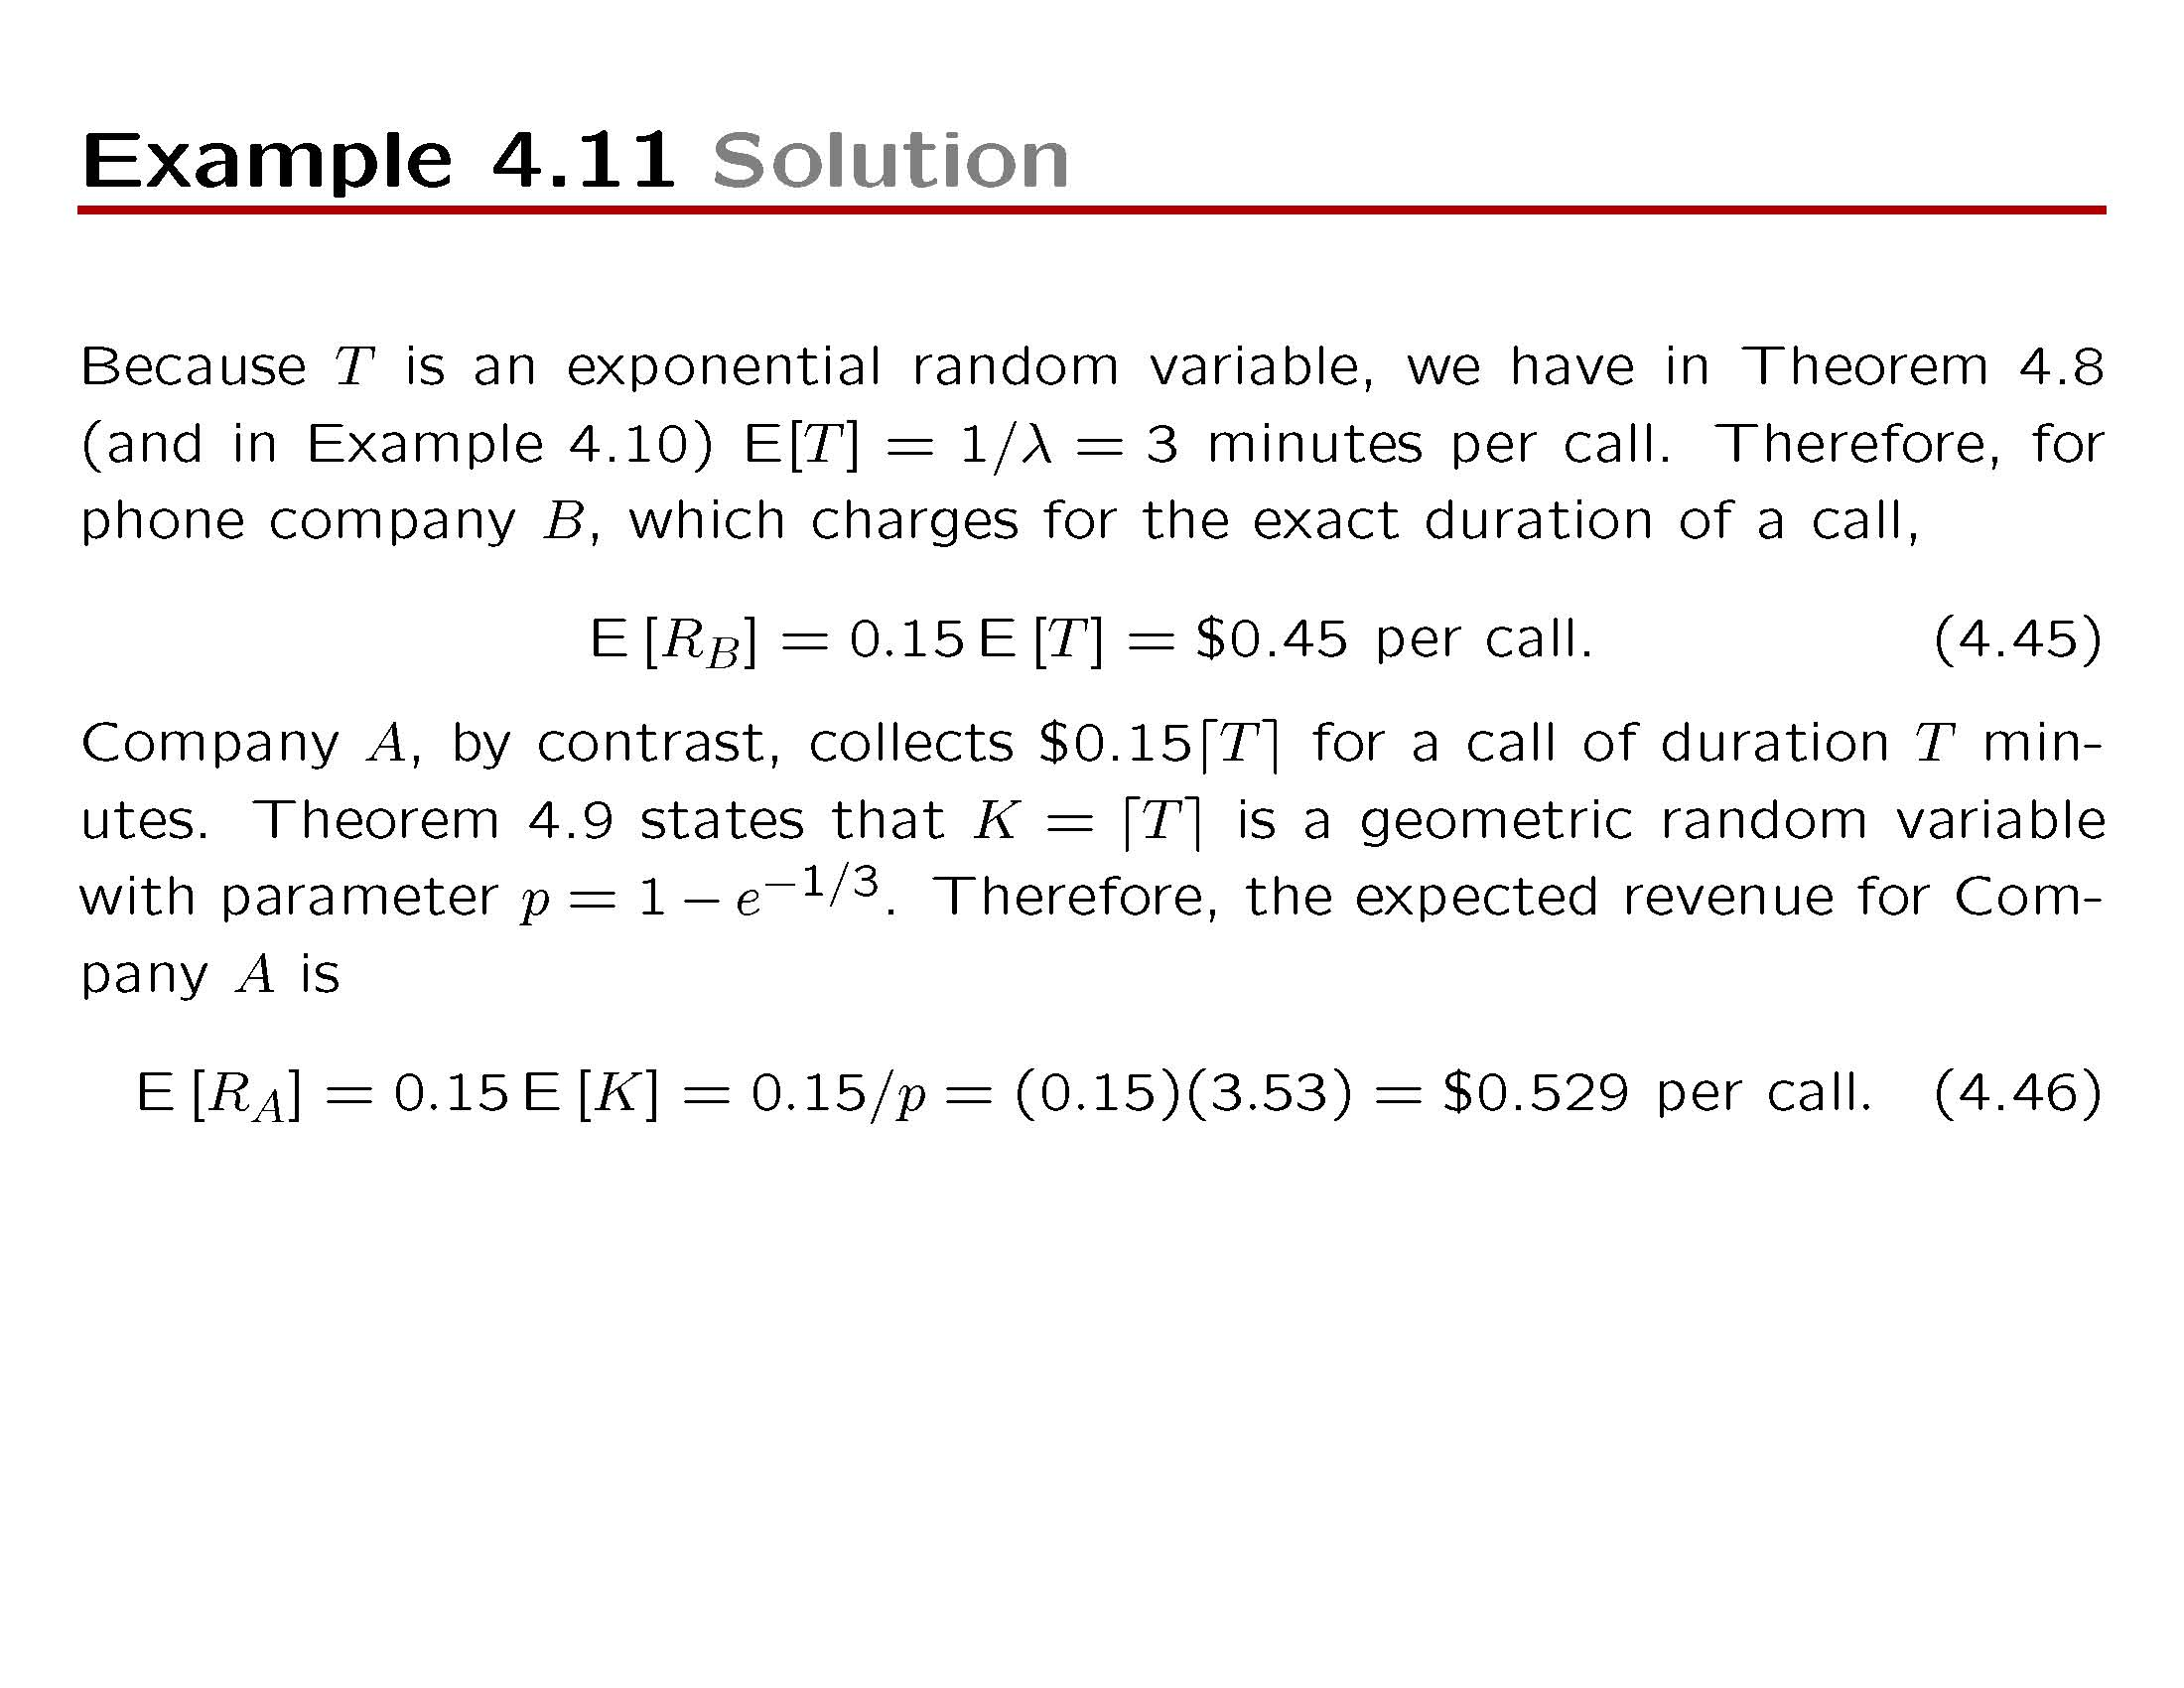 Example 4.11 Solution
Because T is an exponential random variable, we have in Theorem 4.8
(and in Example 4.10) E[T] = 1/λ = 3 minutes per call. Therefore, for
phone company B, which charges for the exact duration of a call,
E [R_B] = 0.15 E [T] = $0.45 per call. (4.45)
Company A, by contrast, collects $0.15⌈T⌉ for a call of duration T min-
utes. Theorem 4.9 states that K = ⌈T⌉ is a geometric random variable
with parameter p = 1 − e^{−1/3}. Therefore, the expected revenue for Com-
pany A is
E [R_A] = 0.15 E [K] = 0.15/p = (0.15)(3.53) = $0.529 per call. (4.46)